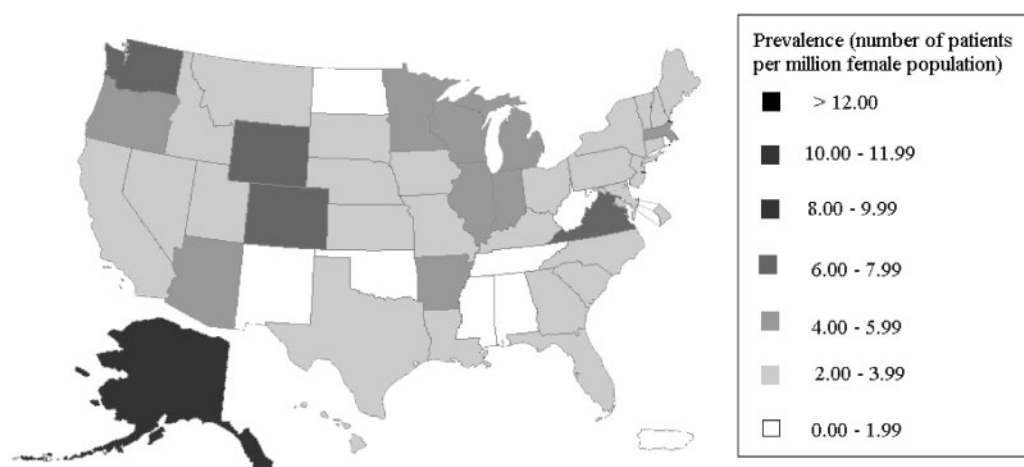 Prevalence (number of patients
per million female population)
> 12.00
10.00 - 11.99
8.00 - 9.99
6.00 - 7.99
4.00 - 5.99
2.00 - 3.99
0.00 - 1.99